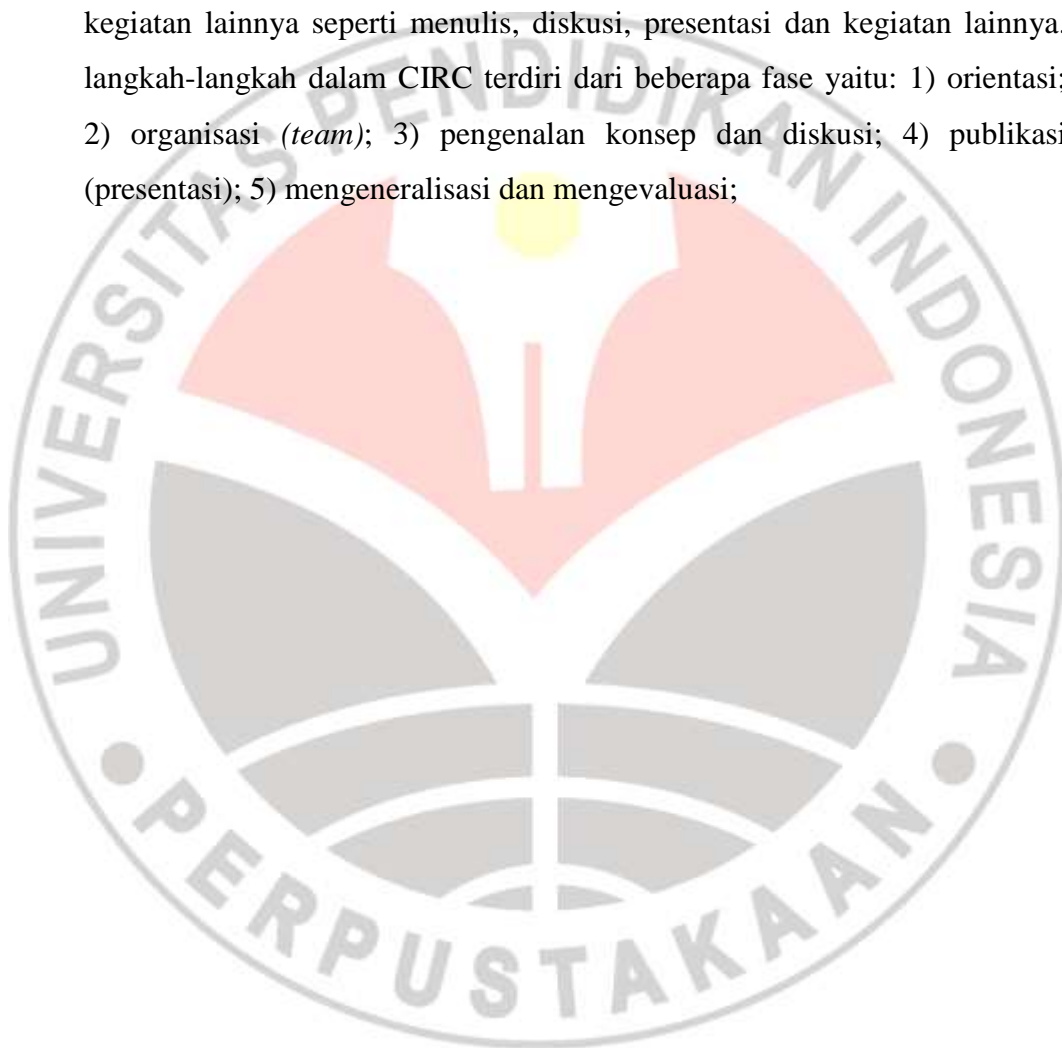 kegiatan lainnya seperti menulis, diskusi, presentasi dan kegiatan lainnya.
langkah-langkah dalam CIRC terdiri dari beberapa fase yaitu: 1) orientasi;
2) organisasi (team); 3) pengenalan konsep dan diskusi; 4) publikasi
(presentasi); 5) mengeneralisasi dan mengevaluasi;
UNIVERSITAS PENDIDIKAN INDONESIA
PERPUSTAKAAN